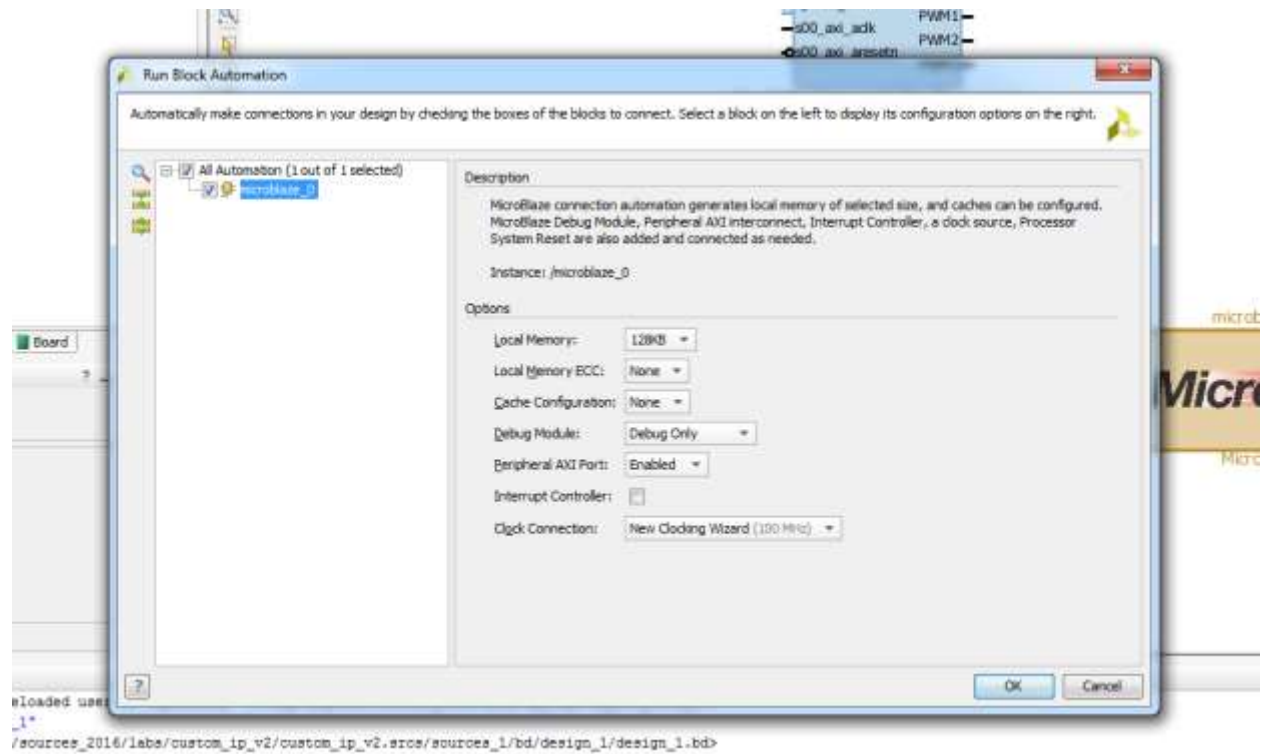 PWM1
s00_axi_aclk
PWM2
s00_axi_aresetn
Run Block Automation
Automatically make connections in your design by checking the boxes of the blocks to connect. Select a block on the left to display its configuration options on the right.
All Automation (1 out of 1 selected)
microblaze_0
Description
MicroBlaze connection automation generates local memory of selected size, and caches can be configured.
MicroBlaze Debug Module, Peripheral AXI interconnect, Interrupt Controller, a clock source, Processor
System Reset are also added and connected as needed.
Instance: /microblaze_0
Options
Local Memory: 128KB
Local Memory ECC: None
Cache Configuration: None
Debug Module: Debug Only
Peripheral AXI Port: Enabled
Interrupt Controller:
Clock Connection: New Clocking Wizard (100 MHz)
OK
Cancel
?
Board
?
microb
Micro
Micro
eloaded user
_1"
/sources_2016/labs/custom_ip_v2/custom_ip_v2.srcs/sources_1/bd/design_1/design_1.bd>